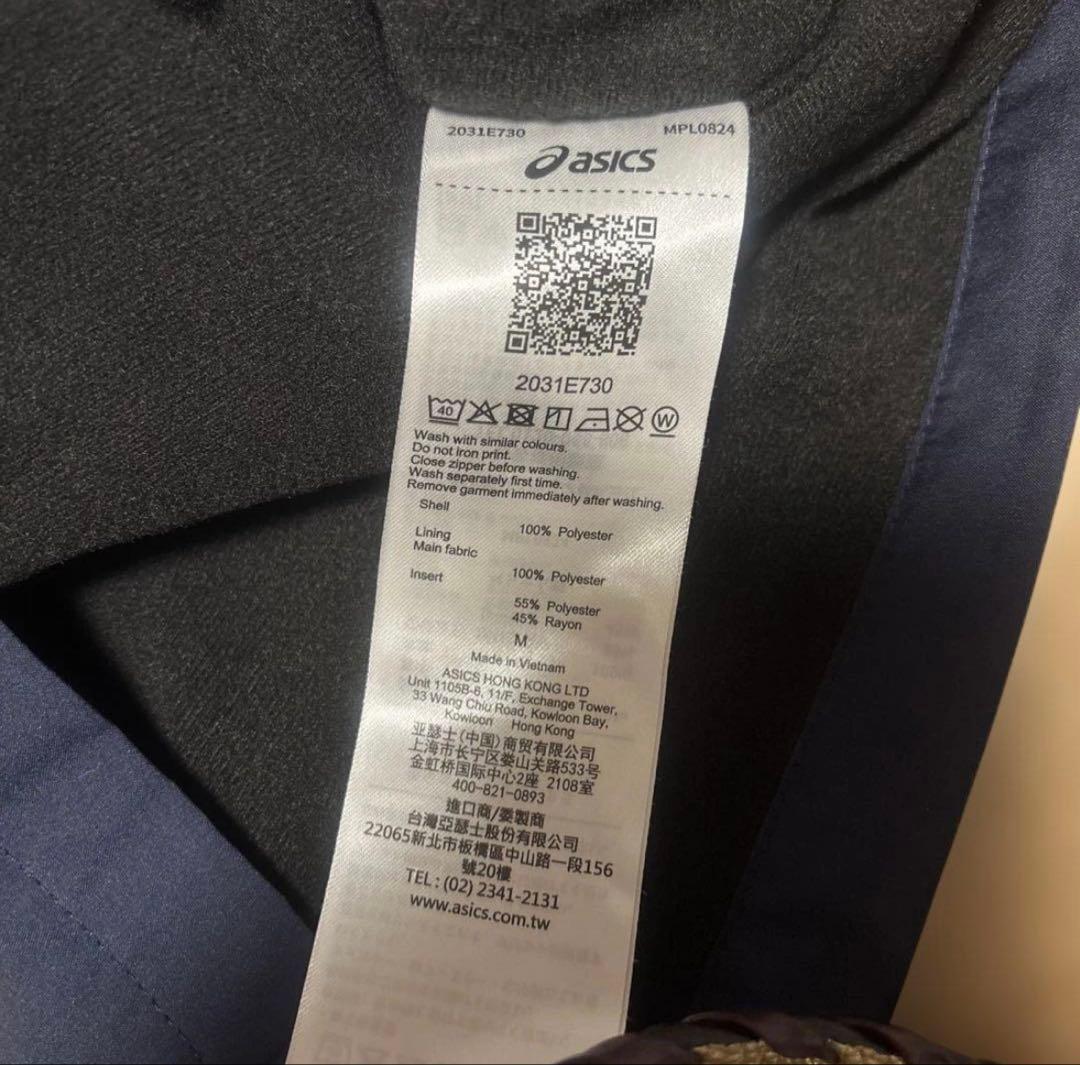 2031E730 MPL0824
asics
2031E730
40 W
Wash with similar colours.
Do not iron print.
Close zipper before washing.
Wash separately first time.
Remove garment immediately after washing.
Shell
100% Polyester
Lining
Main fabric
100% Polyester
Insert
55% Polyester
45% Rayon
M
Made in Vietnam
ASICS HONG KONG LTD
Unit 1105B-6, 11/F, Exchange Tower,
33 Wang Chiu Road, Kowloon Bay,
Kowloon Hong Kong
亚瑟士(中国)商贸有限公司
上海市长宁区娄山关路533号
金虹桥国际中心2座 2108室
400-821-0893
進口商/委製商
台灣亞瑟士股份有限公司
22065新北市板橋區中山路一段156
號20樓
TEL:(02) 2341-2131
www.asics.com.tw